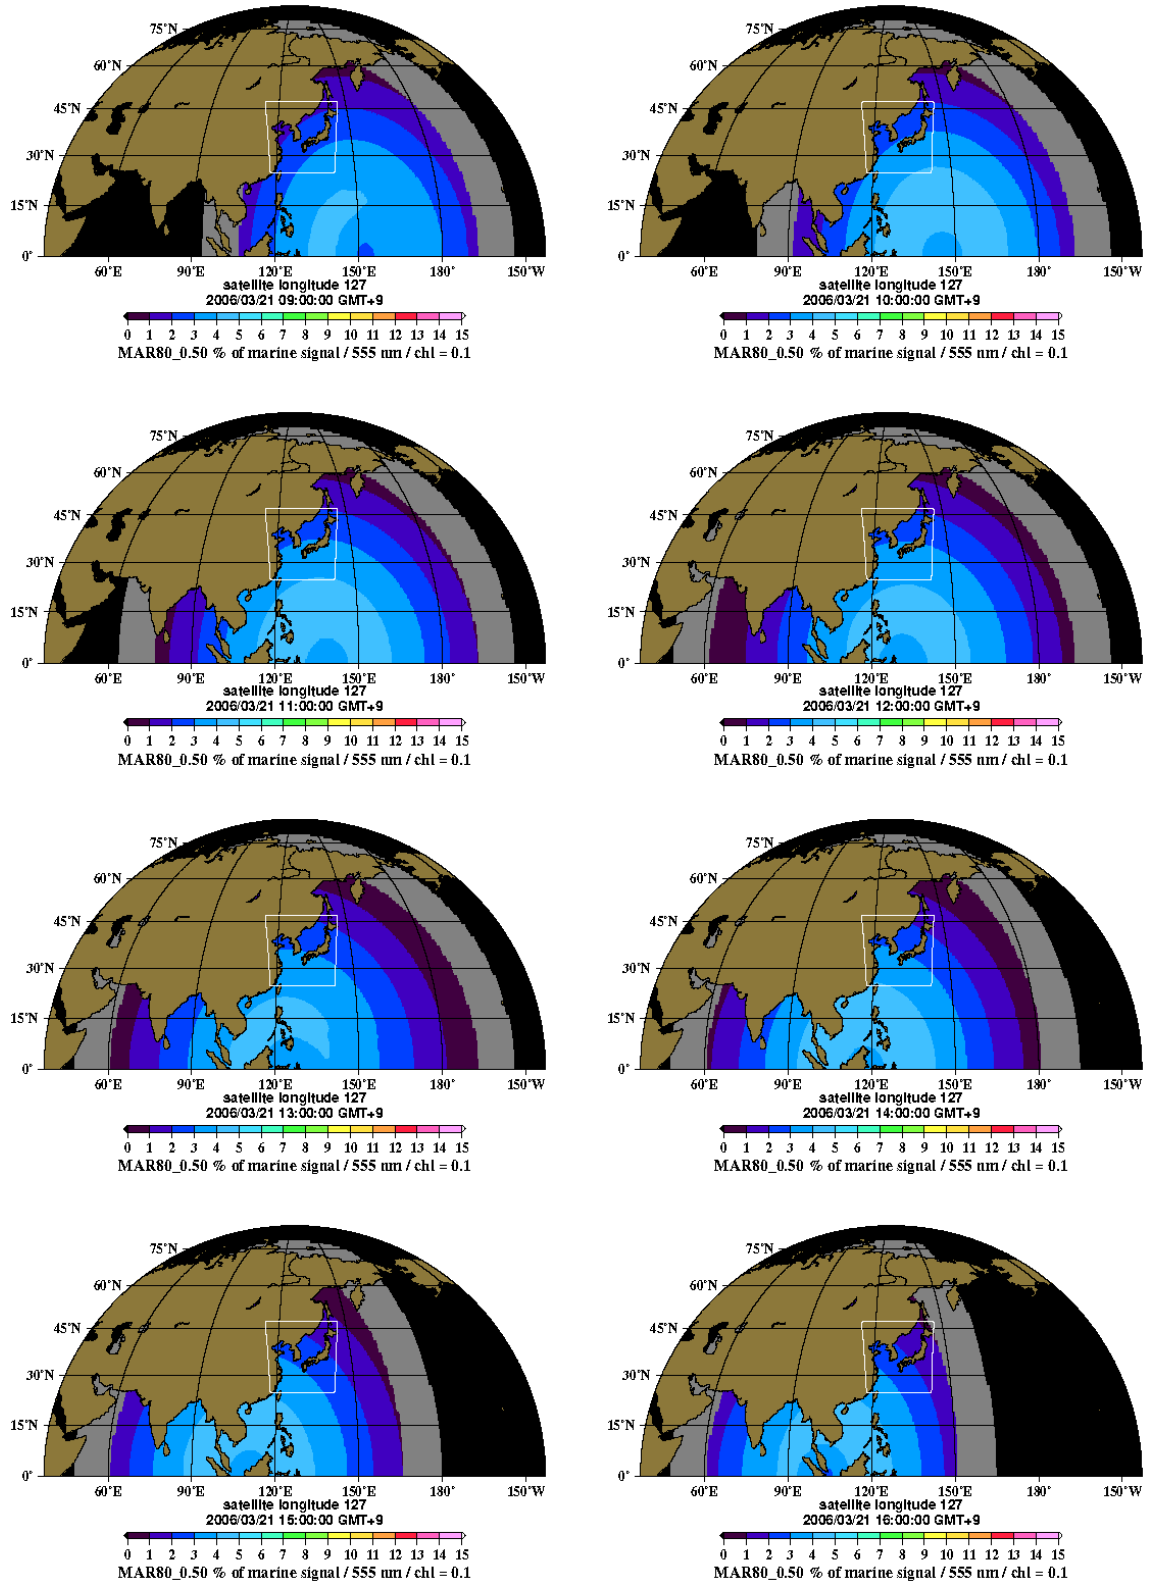 75°N 75°N
60°N 60°N
45°N 45°N
30°N 30°N
15°N 15°N
0° 0°
60°E 90°E 120°E 150°E 180° 150°W 60°E 90°E 120°E 150°E 180° 150°W
satellite longitude 127 satellite longitude 127
2006/03/21 09:00:00 GMT+9 2006/03/21 10:00:00 GMT+9
0 1 2 3 4 5 6 7 8 9 10 11 12 13 14 15 0 1 2 3 4 5 6 7 8 9 10 11 12 13 14 15
MAR80_0.50 % of marine signal / 555 nm / chl = 0.1 MAR80_0.50 % of marine signal / 555 nm / chl = 0.1
75°N 75°N
60°N 60°N
45°N 45°N
30°N 30°N
15°N 15°N
0° 0°
60°E 90°E 120°E 150°E 180° 150°W 60°E 90°E 120°E 150°E 180° 150°W
satellite longitude 127 satellite longitude 127
2006/03/21 11:00:00 GMT+9 2006/03/21 12:00:00 GMT+9
0 1 2 3 4 5 6 7 8 9 10 11 12 13 14 15 0 1 2 3 4 5 6 7 8 9 10 11 12 13 14 15
MAR80_0.50 % of marine signal / 555 nm / chl = 0.1 MAR80_0.50 % of marine signal / 555 nm / chl = 0.1
75°N 75°N
60°N 60°N
45°N 45°N
30°N 30°N
15°N 15°N
0° 0°
60°E 90°E 120°E 150°E 180° 150°W 60°E 90°E 120°E 150°E 180° 150°W
satellite longitude 127 satellite longitude 127
2006/03/21 13:00:00 GMT+9 2006/03/21 14:00:00 GMT+9
0 1 2 3 4 5 6 7 8 9 10 11 12 13 14 15 0 1 2 3 4 5 6 7 8 9 10 11 12 13 14 15
MAR80_0.50 % of marine signal / 555 nm / chl = 0.1 MAR80_0.50 % of marine signal / 555 nm / chl = 0.1
75°N 75°N
60°N 60°N
45°N 45°N
30°N 30°N
15°N 15°N
0° 0°
60°E 90°E 120°E 150°E 180° 150°W 60°E 90°E 120°E 150°E 180° 150°W
satellite longitude 127 satellite longitude 127
2006/03/21 15:00:00 GMT+9 2006/03/21 16:00:00 GMT+9
0 1 2 3 4 5 6 7 8 9 10 11 12 13 14 15 0 1 2 3 4 5 6 7 8 9 10 11 12 13 14 15
MAR80_0.50 % of marine signal / 555 nm / chl = 0.1 MAR80_0.50 % of marine signal / 555 nm / chl = 0.1